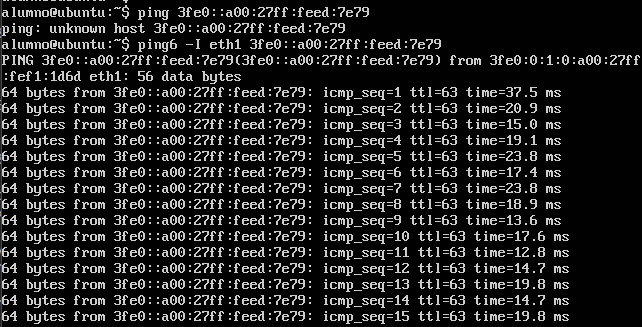 alumno@ubuntu:~$ ping 3fe0::a00:27ff:feed:7e79
ping: unknown host 3fe0::a00:27ff:feed:7e79
alumno@ubuntu:~$ ping6 -I eth1 3fe0::a00:27ff:feed:7e79
PING 3fe0::a00:27ff:feed:7e79(3fe0::a00:27ff:feed:7e79) from 3fe0:0:1:0:a00:27ff
:fef1:1d6d eth1: 56 data bytes
64 bytes from 3fe0::a00:27ff:feed:7e79: icmp_seq=1 ttl=63 time=37.5 ms
64 bytes from 3fe0::a00:27ff:feed:7e79: icmp_seq=2 ttl=63 time=20.9 ms
64 bytes from 3fe0::a00:27ff:feed:7e79: icmp_seq=3 ttl=63 time=15.0 ms
64 bytes from 3fe0::a00:27ff:feed:7e79: icmp_seq=4 ttl=63 time=19.1 ms
64 bytes from 3fe0::a00:27ff:feed:7e79: icmp_seq=5 ttl=63 time=23.8 ms
64 bytes from 3fe0::a00:27ff:feed:7e79: icmp_seq=6 ttl=63 time=17.4 ms
64 bytes from 3fe0::a00:27ff:feed:7e79: icmp_seq=7 ttl=63 time=23.8 ms
64 bytes from 3fe0::a00:27ff:feed:7e79: icmp_seq=8 ttl=63 time=18.9 ms
64 bytes from 3fe0::a00:27ff:feed:7e79: icmp_seq=9 ttl=63 time=13.6 ms
64 bytes from 3fe0::a00:27ff:feed:7e79: icmp_seq=10 ttl=63 time=17.6 ms
64 bytes from 3fe0::a00:27ff:feed:7e79: icmp_seq=11 ttl=63 time=12.8 ms
64 bytes from 3fe0::a00:27ff:feed:7e79: icmp_seq=12 ttl=63 time=14.7 ms
64 bytes from 3fe0::a00:27ff:feed:7e79: icmp_seq=13 ttl=63 time=19.8 ms
64 bytes from 3fe0::a00:27ff:feed:7e79: icmp_seq=14 ttl=63 time=14.7 ms
64 bytes from 3fe0::a00:27ff:feed:7e79: icmp_seq=15 ttl=63 time=19.8 ms